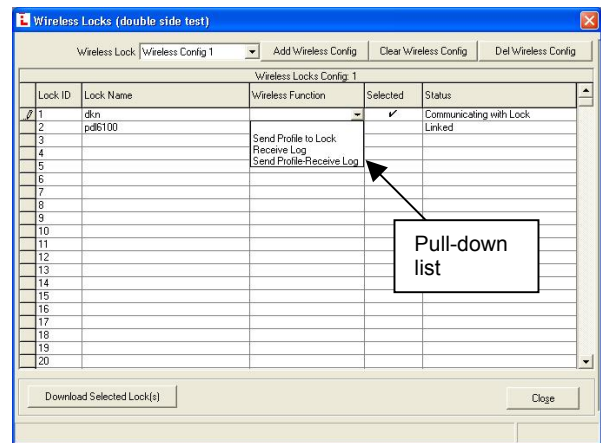 Wireless Locks (double side test)
Wireless Lock Wireless Config 1 Add Wireless Config Clear Wireless Config Del Wireless Config
Wireless Locks Config: 1
Lock ID Lock Name Wireless Function Selected Status
1 dkn Communicating with Lock
2 pdl6100 Linked
3 Send Profile to Lock
4 Receive Log
5 Send Profile-Receive Log
6
7
8
9
10
11
12
13
14
15
16
17
18
19
20
Pull-down
list
Download Selected Lock(s) Close